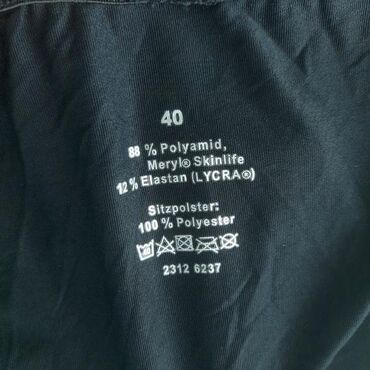 40
88 % Polyamid,
Meryl® Skinlife
12 % Elastan (LYCRA®)
Sitzpolster:
100 % Polyester
2312 6237